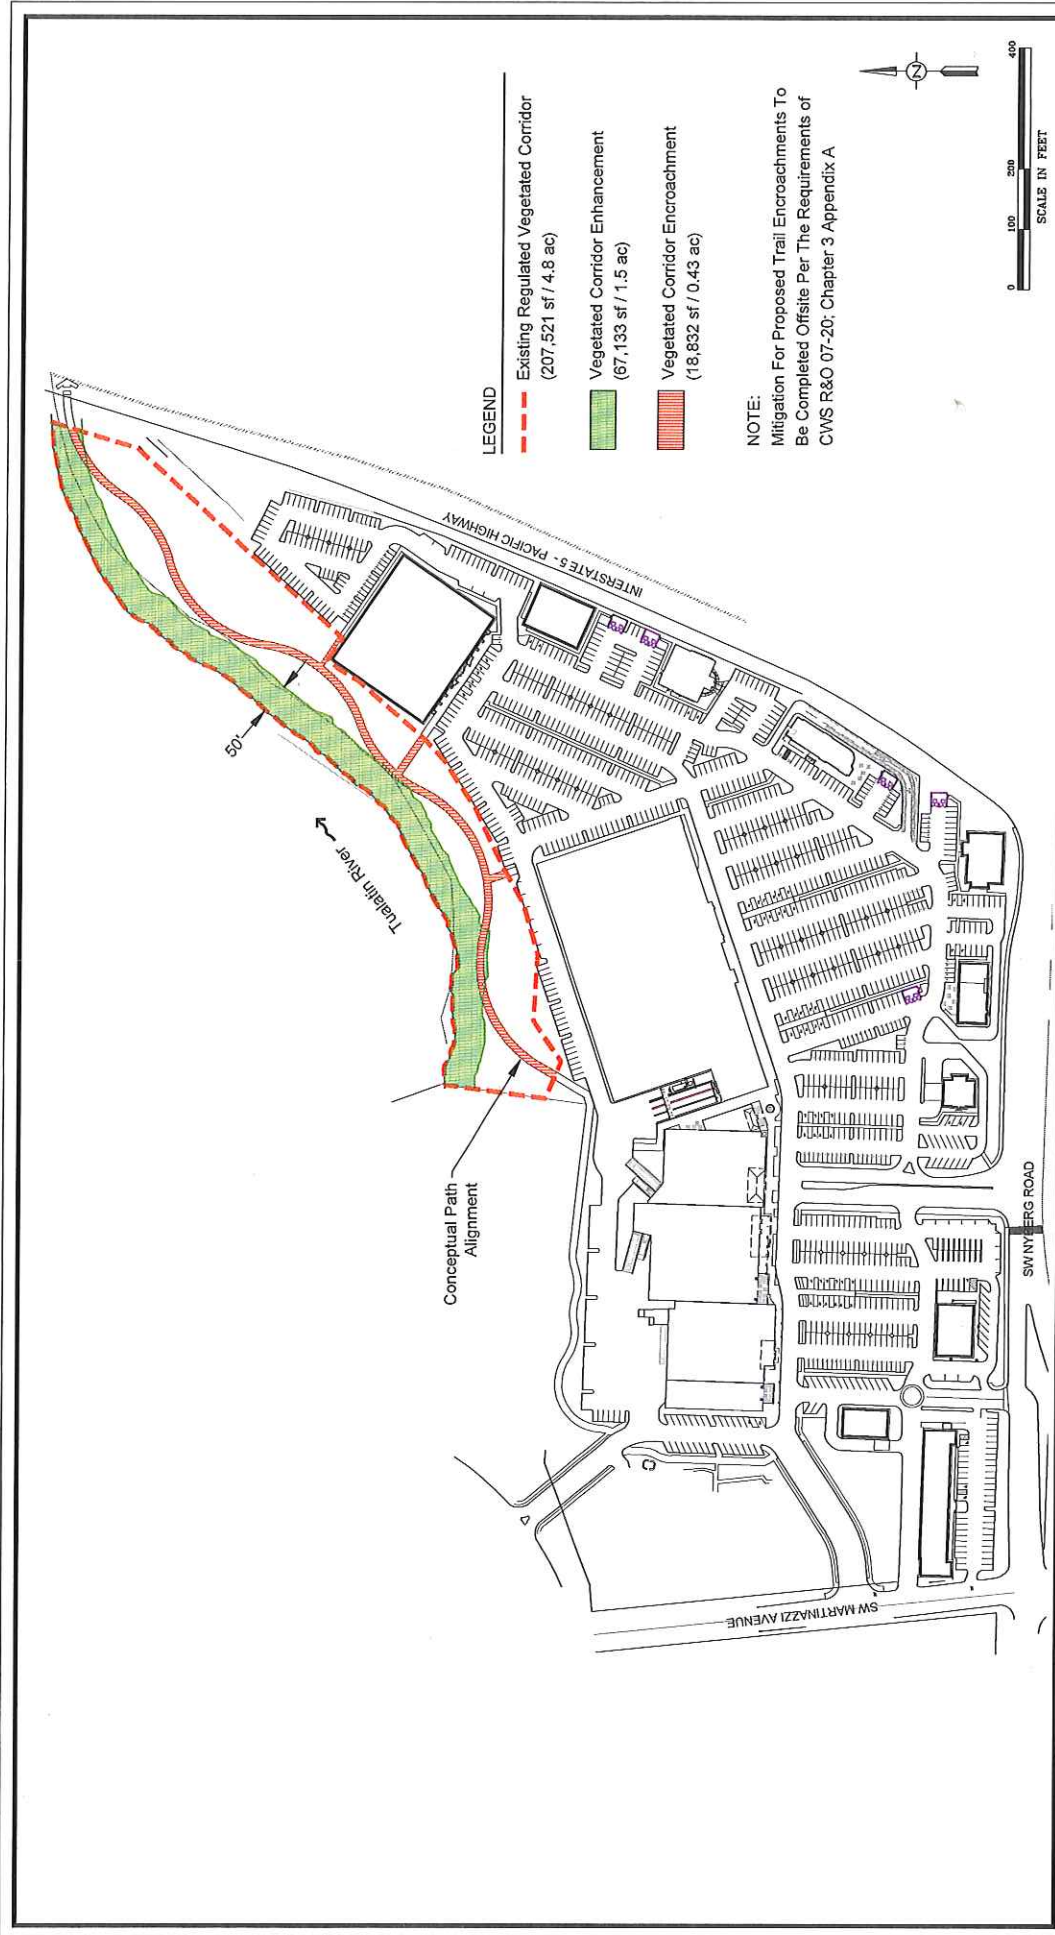 50'
Tualatin River
Conceptual Path
Alignment
INTERSTATE 5 - PACIFIC HIGHWAY
SW MARTINAZZI AVENUE
SW NYBERG ROAD
LEGEND
Existing Regulated Vegetated Corridor
(207,521 sf / 4.8 ac)
Vegetated Corridor Enhancement
(67,133 sf / 1.5 ac)
Vegetated Corridor Encroachment
(18,832 sf / 0.43 ac)
NOTE:
Mitigation For Proposed Trail Encroachments To
Be Completed Offsite Per The Requirements of
CWS R&O 07-20; Chapter 3 Appendix A
N
0 100 200 400
SCALE IN FEET